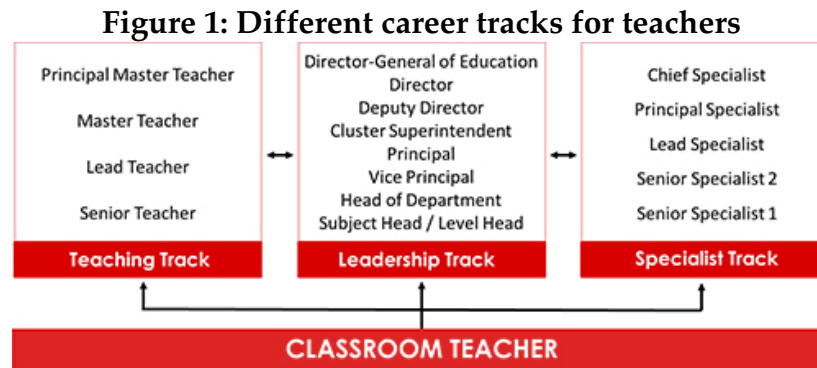 Figure 1: Different career tracks for teachers
Principal Master Teacher
Master Teacher
Lead Teacher
Senior Teacher
Teaching Track
Director-General of Education
Director
Deputy Director
Cluster Superintendent
Principal
Vice Principal
Head of Department
Subject Head / Level Head
Leadership Track
Chief Specialist
Principal Specialist
Lead Specialist
Senior Specialist 2
Senior Specialist 1
Specialist Track
CLASSROOM TEACHER